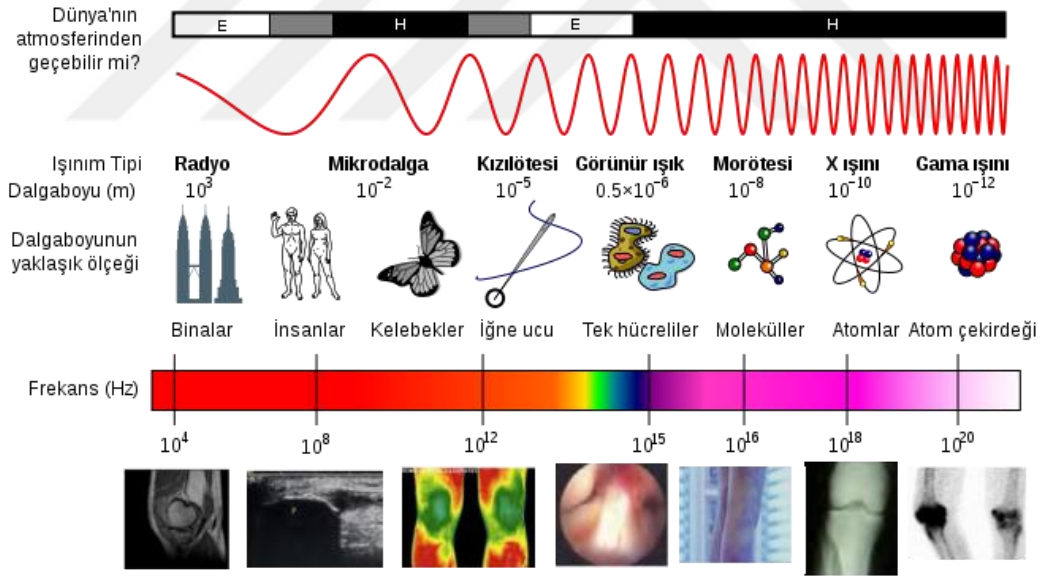 Dünya'nın
atmosferinden
geçebilir mi?
E H E H
Işınım Tipi Radyo Mikrodalga Kızılötesi Görünür ışık Morötesi X ışını Gama ışını
Dalgaboyu (m) 10³ 10⁻² 10⁻⁵ 0.5×10⁻⁶ 10⁻⁸ 10⁻¹⁰ 10⁻¹²
Dalgaboyunun
yaklaşık ölçeği
Binalar İnsanlar Kelebekler İğne ucu Tek hücreliler Moleküller Atomlar Atom çekirdeği
Frekans (Hz)
10⁴ 10⁸ 10¹² 10¹⁵ 10¹⁶ 10¹⁸ 10²⁰